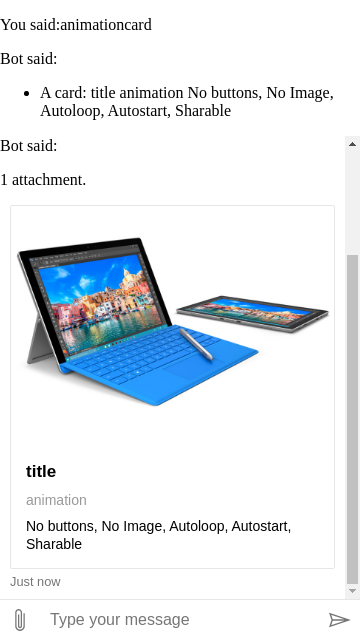 You said:animationcard
Bot said:
A card: title animation No buttons, No Image,
Autoloop, Autostart, Sharable
Bot said:
1 attachment.
title
animation
No buttons, No Image, Autoloop, Autostart,
Sharable
Just now
Type your message